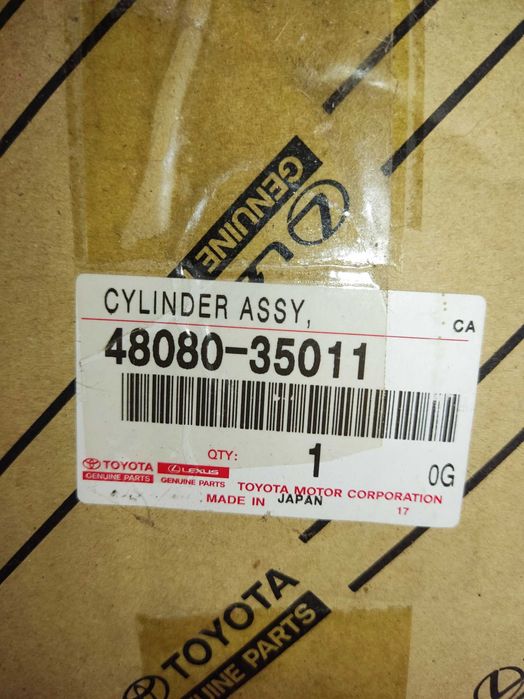 GENUINE
LEXUS
CYLINDER ASSY,
CA
48080-35011
QTY: 1
0G
TOYOTA
GENUINE PARTS
LEXUS
GENUINE PARTS
TOYOTA MOTOR CORPORATION
MADE IN JAPAN
17
TOYOTA
GENUINE PARTS